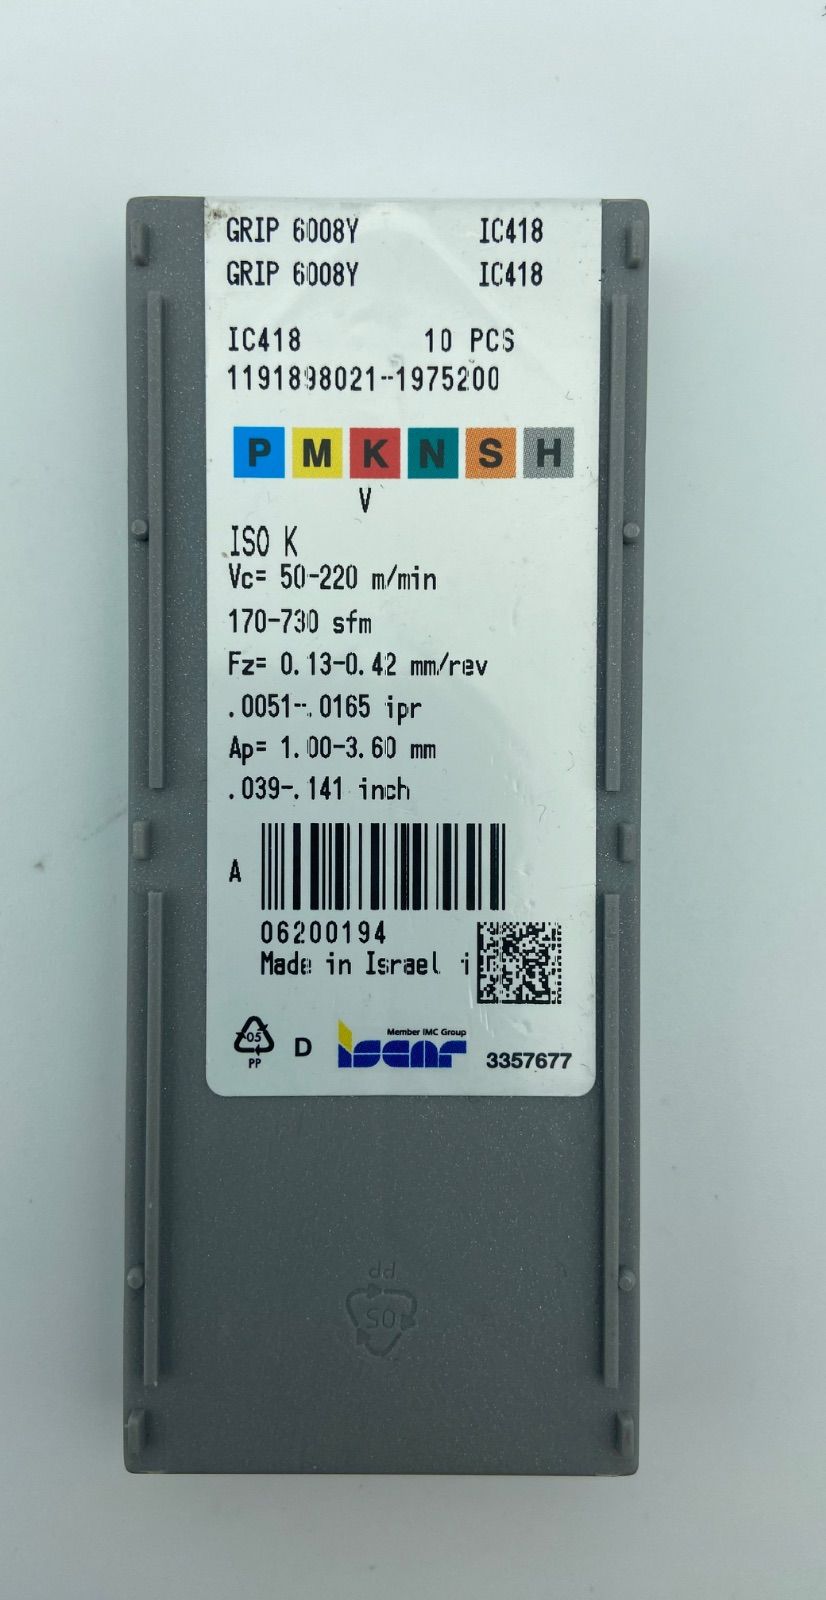 GRIP 6008Y IC418
GRIP 6008Y IC418
IC418 10 PCS
1191898021--1975200
P M K N S H
V
ISO K
Vc= 50-220 m/min
170-730 sfm
Fz= 0.13-0.42 mm/rev
.0051-.0165 ipr
Ap= 1.00-3.60 mm
.039-.141 inch
A
06200194
Made in Israel i
05
PP
D
Member IMC Group
iscar
3357677
PP
05